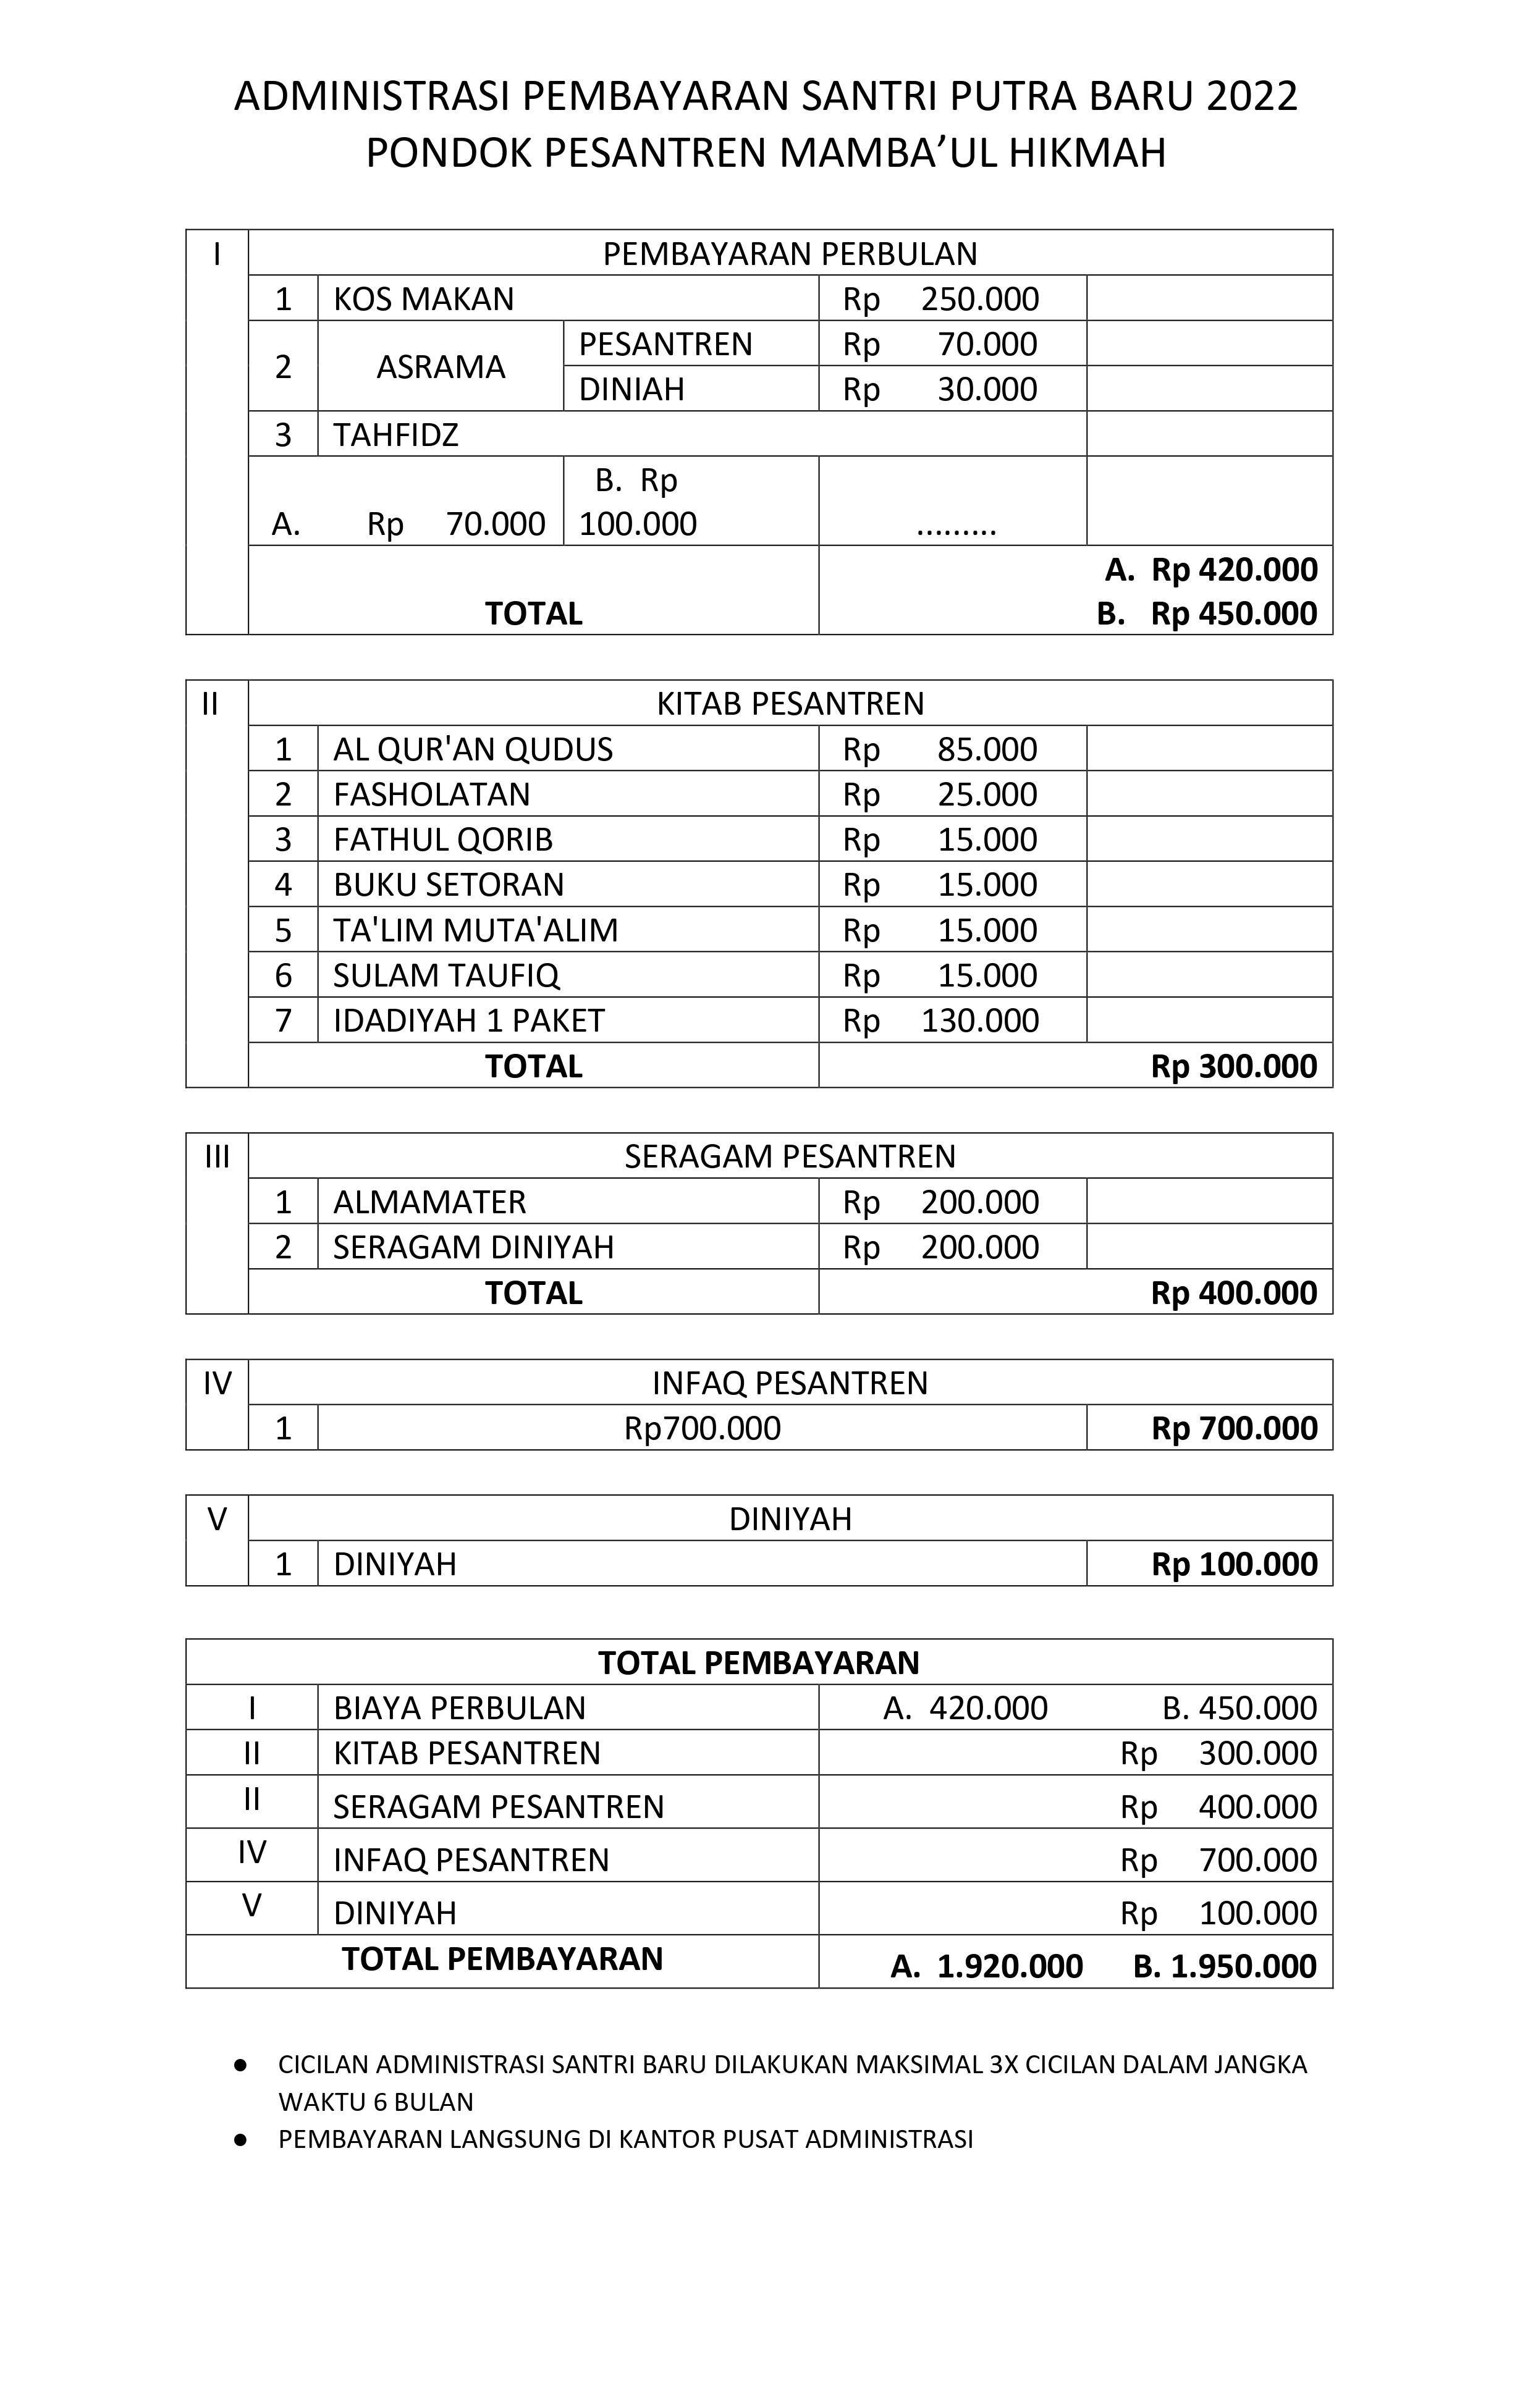 ADMINISTRASI PEMBAYARAN SANTRI PUTRA BARU 2022
PONDOK PESANTREN MAMBA’UL HIKMAH
I PEMBAYARAN PERBULAN
1 KOS MAKAN Rp 250.000
2 ASRAMA PESANTREN Rp 70.000
DINIAH Rp 30.000
3 TAHFIDZ
B. Rp
A. Rp 70.000 100.000 .........
A. Rp 420.000
TOTAL B. Rp 450.000
II KITAB PESANTREN
1 AL QUR'AN QUDUS Rp 85.000
2 FASHOLATAN Rp 25.000
3 FATHUL QORIB Rp 15.000
4 BUKU SETORAN Rp 15.000
5 TA'LIM MUTA'ALIM Rp 15.000
6 SULAM TAUFIQ Rp 15.000
7 IDADIYAH 1 PAKET Rp 130.000
TOTAL Rp 300.000
III SERAGAM PESANTREN
1 ALMAMATER Rp 200.000
2 SERAGAM DINIYAH Rp 200.000
TOTAL Rp 400.000
IV INFAQ PESANTREN
1 Rp700.000 Rp 700.000
V DINIYAH
1 DINIYAH Rp 100.000
TOTAL PEMBAYARAN
I BIAYA PERBULAN A. 420.000 B. 450.000
II KITAB PESANTREN Rp 300.000
II SERAGAM PESANTREN Rp 400.000
IV INFAQ PESANTREN Rp 700.000
V DINIYAH Rp 100.000
TOTAL PEMBAYARAN A. 1.920.000 B. 1.950.000
● CICILAN ADMINISTRASI SANTRI BARU DILAKUKAN MAKSIMAL 3X CICILAN DALAM JANGKA
WAKTU 6 BULAN
● PEMBAYARAN LANGSUNG DI KANTOR PUSAT ADMINISTRASI